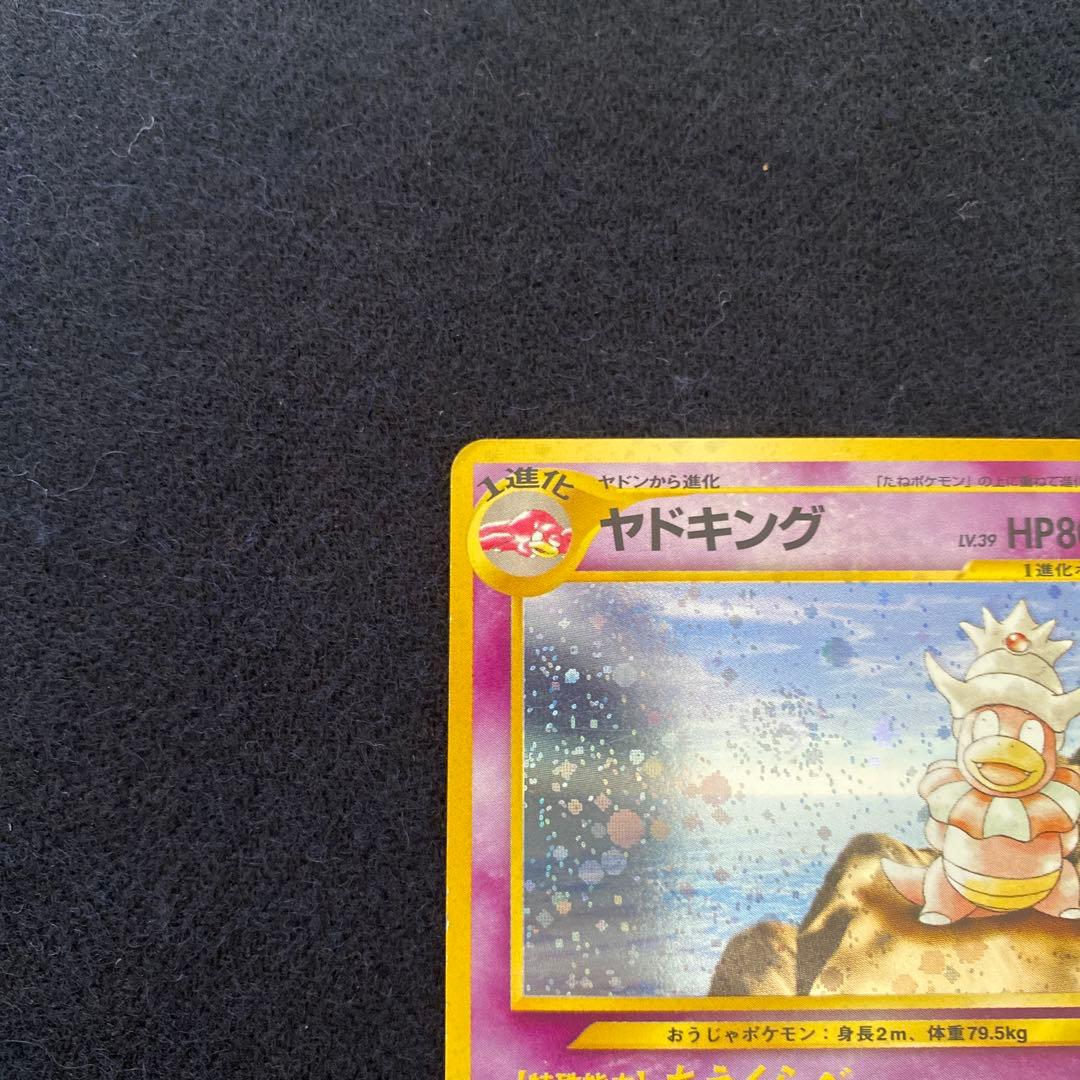 1進化
ヤドンから進化
「たねポケモン」の上に重ねて進化
ヤドキング
LV.39 HP80
1進化
おうじゃポケモン：身長2m、体重79.5kg